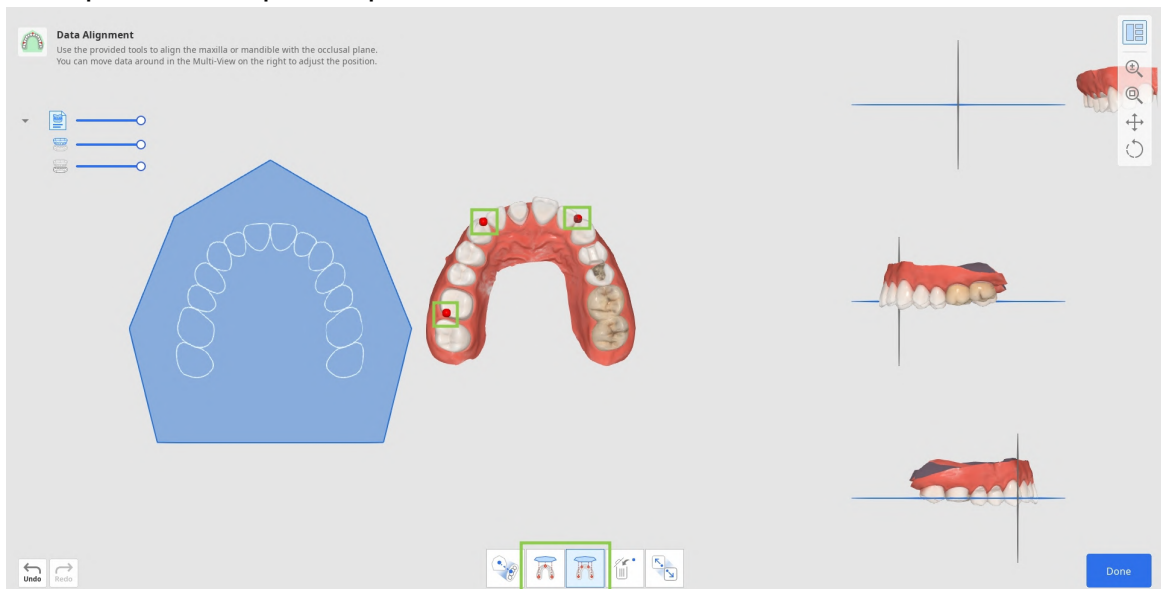 Data Alignment
Use the provided tools to align the maxilla or mandible with the occlusal plane.
You can move data around in the Multi-View on the right to adjust the position.
Undo
Redo
Done